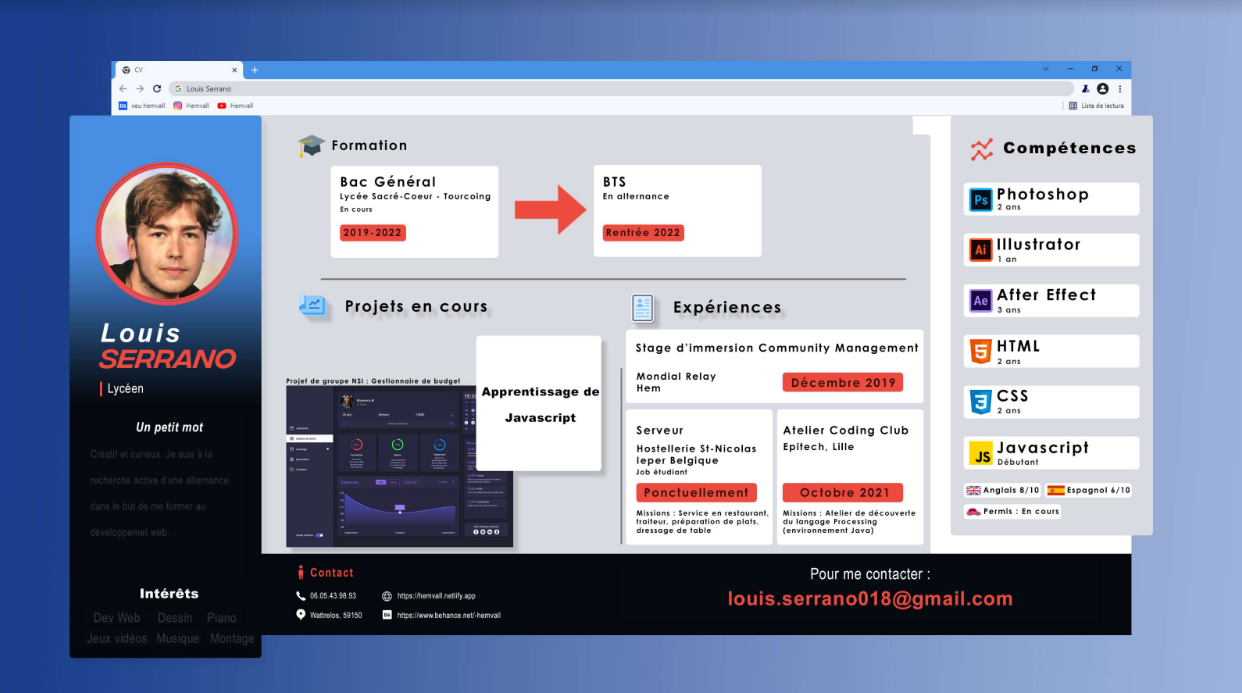 CV
Louis Serrano
xeu hemvall
Hemvall
Hemvall
Lista de lectura
Louis
SERRANO
Lycéen
Un petit mot
Créatif et curieux. Je suis à la
recherche active d'une alternance
dans le but de me former au
développemet web.
Intérêts
Dev Web Dessin Piano
Jeux vidéos Musique Montage
Formation
Bac Général
Lycée Sacré-Coeur - Tourcoing
En cours
2019-2022
BTS
En alternance
Rentrée 2022
Projets en cours
Projet de groupe NSI : Gestionnaire de budget
Apprentissage de
Javascript
Expériences
Stage d'immersion Community Management
Mondial Relay
Hem
Décembre 2019
Serveur
Hostellerie St-Nicolas
Ieper Belgique
Job étudiant
Ponctuellement
Missions : Service en restaurant,
traiteur, préparation de plats,
dressage de table
Atelier Coding Club
Epitech, Lille
Octobre 2021
Missions : Atelier de découverte
du langage Processing
(environnement Java)
Compétences
Ps Photoshop
2 ans
Ai Illustrator
1 an
Ae After Effect
3 ans
HTML
2 ans
CSS
2 ans
JS Javascript
Débutant
Anglais 8/10
Espagnol 6/10
Permis : En cours
Contact
06.05.43.98.93
https://hemvall.netlify.app
Wattrelos, 59150
Bē https://www.behance.net/-hemvall
Pour me contacter :
louis.serrano018@gmail.com